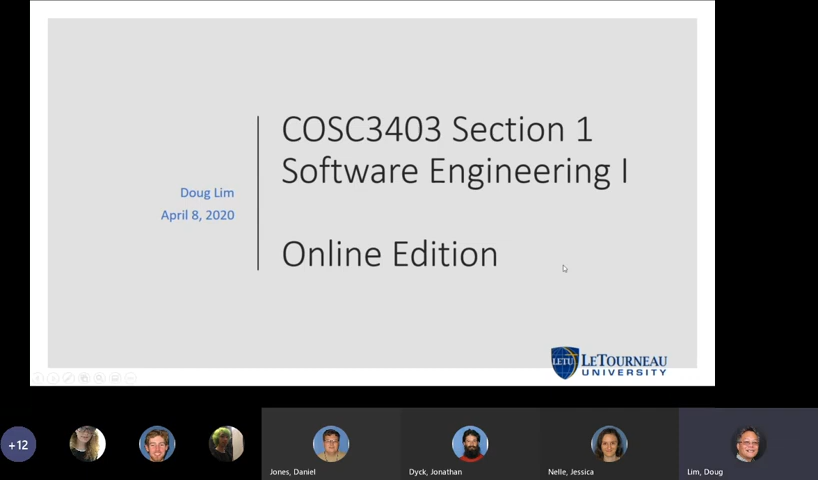 COSC3403 Section 1
Software Engineering I
Doug Lim
April 8, 2020
Online Edition
LETU
LETOURNEAU
UNIVERSITY
+12
Jones, Daniel
Dyck, Jonathan
Nelle, Jessica
Lim, Doug